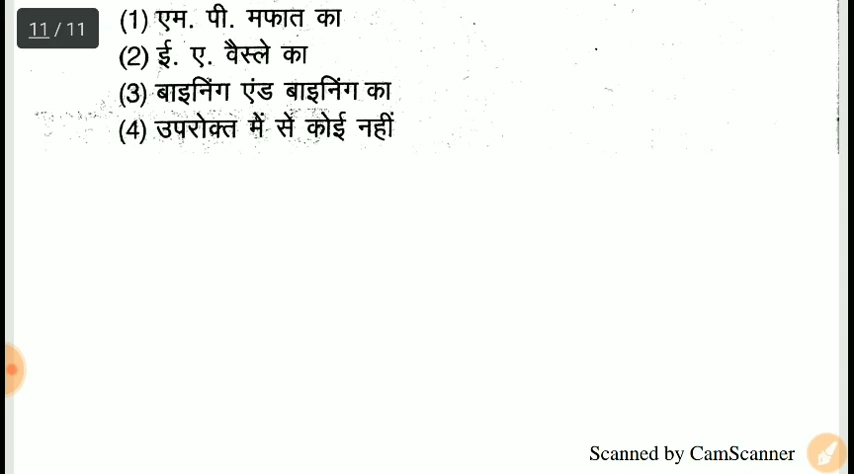 11 / 11
(1) एम. पी. मफात का
(2) ई. ए. वैस्ले का
(3) बाइनिंग एंड बाइनिंग का
(4) उपरोक्त में से कोई नहीं
Scanned by CamScanner